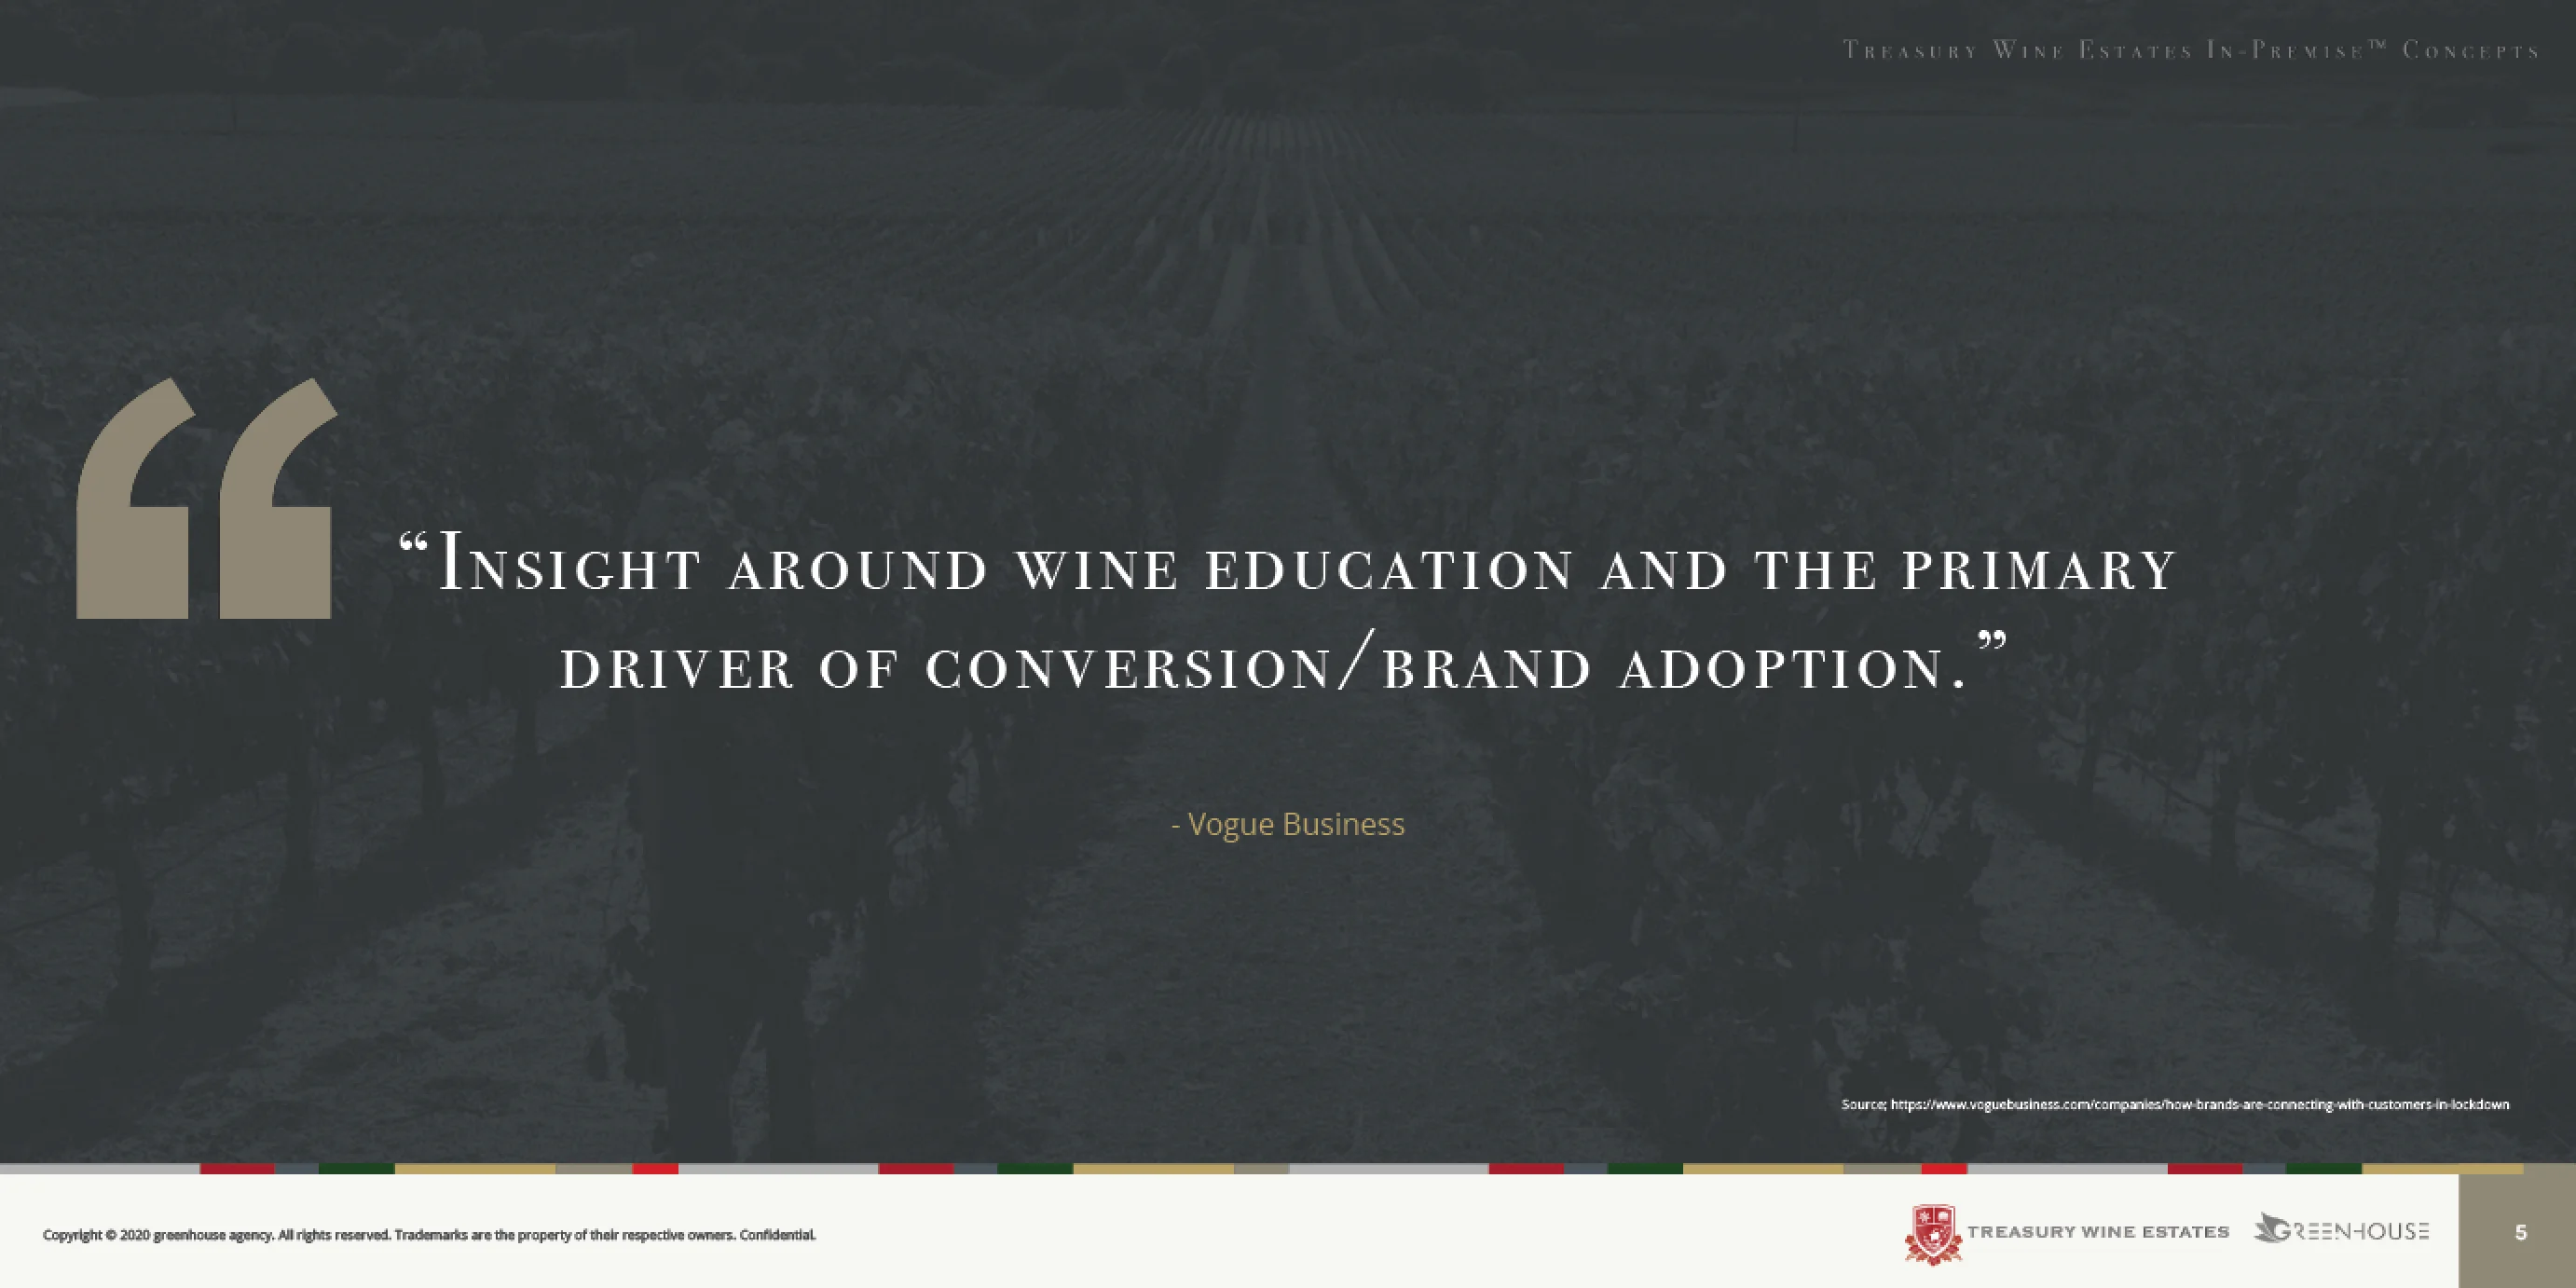 Treasury Wine Estates In-Premise™ Concepts
“Insight around wine education and the primary
driver of conversion/brand adoption.”
- Vogue Business
Source; https://www.voguebusiness.com/companies/how-brands-are-connecting-with-customers-in-lockdown
Copyright © 2020 greenhouse agency. All rights reserved. Trademarks are the property of their respective owners. Confidential.
TREASURY WINE ESTATES
GREENHOUSE
5